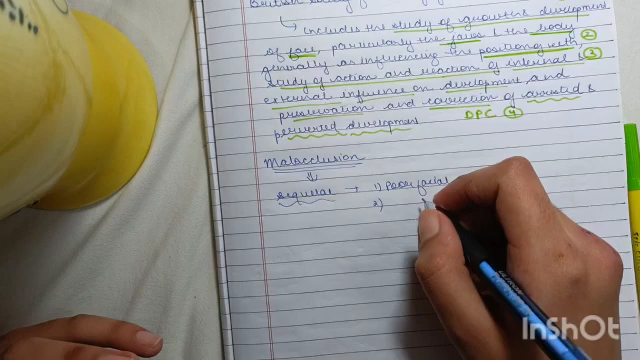 British
includes the study of growth & development
of face, particularly the jaws & the body 2
generally as influencing the position of teeth,
study of action and reaction of internal & 3
external influence on development and
prevention and correction of arrested &
perverted development. DPC 4
Malocclusion
sequelae → 1) Poor facial
2)
InShOt